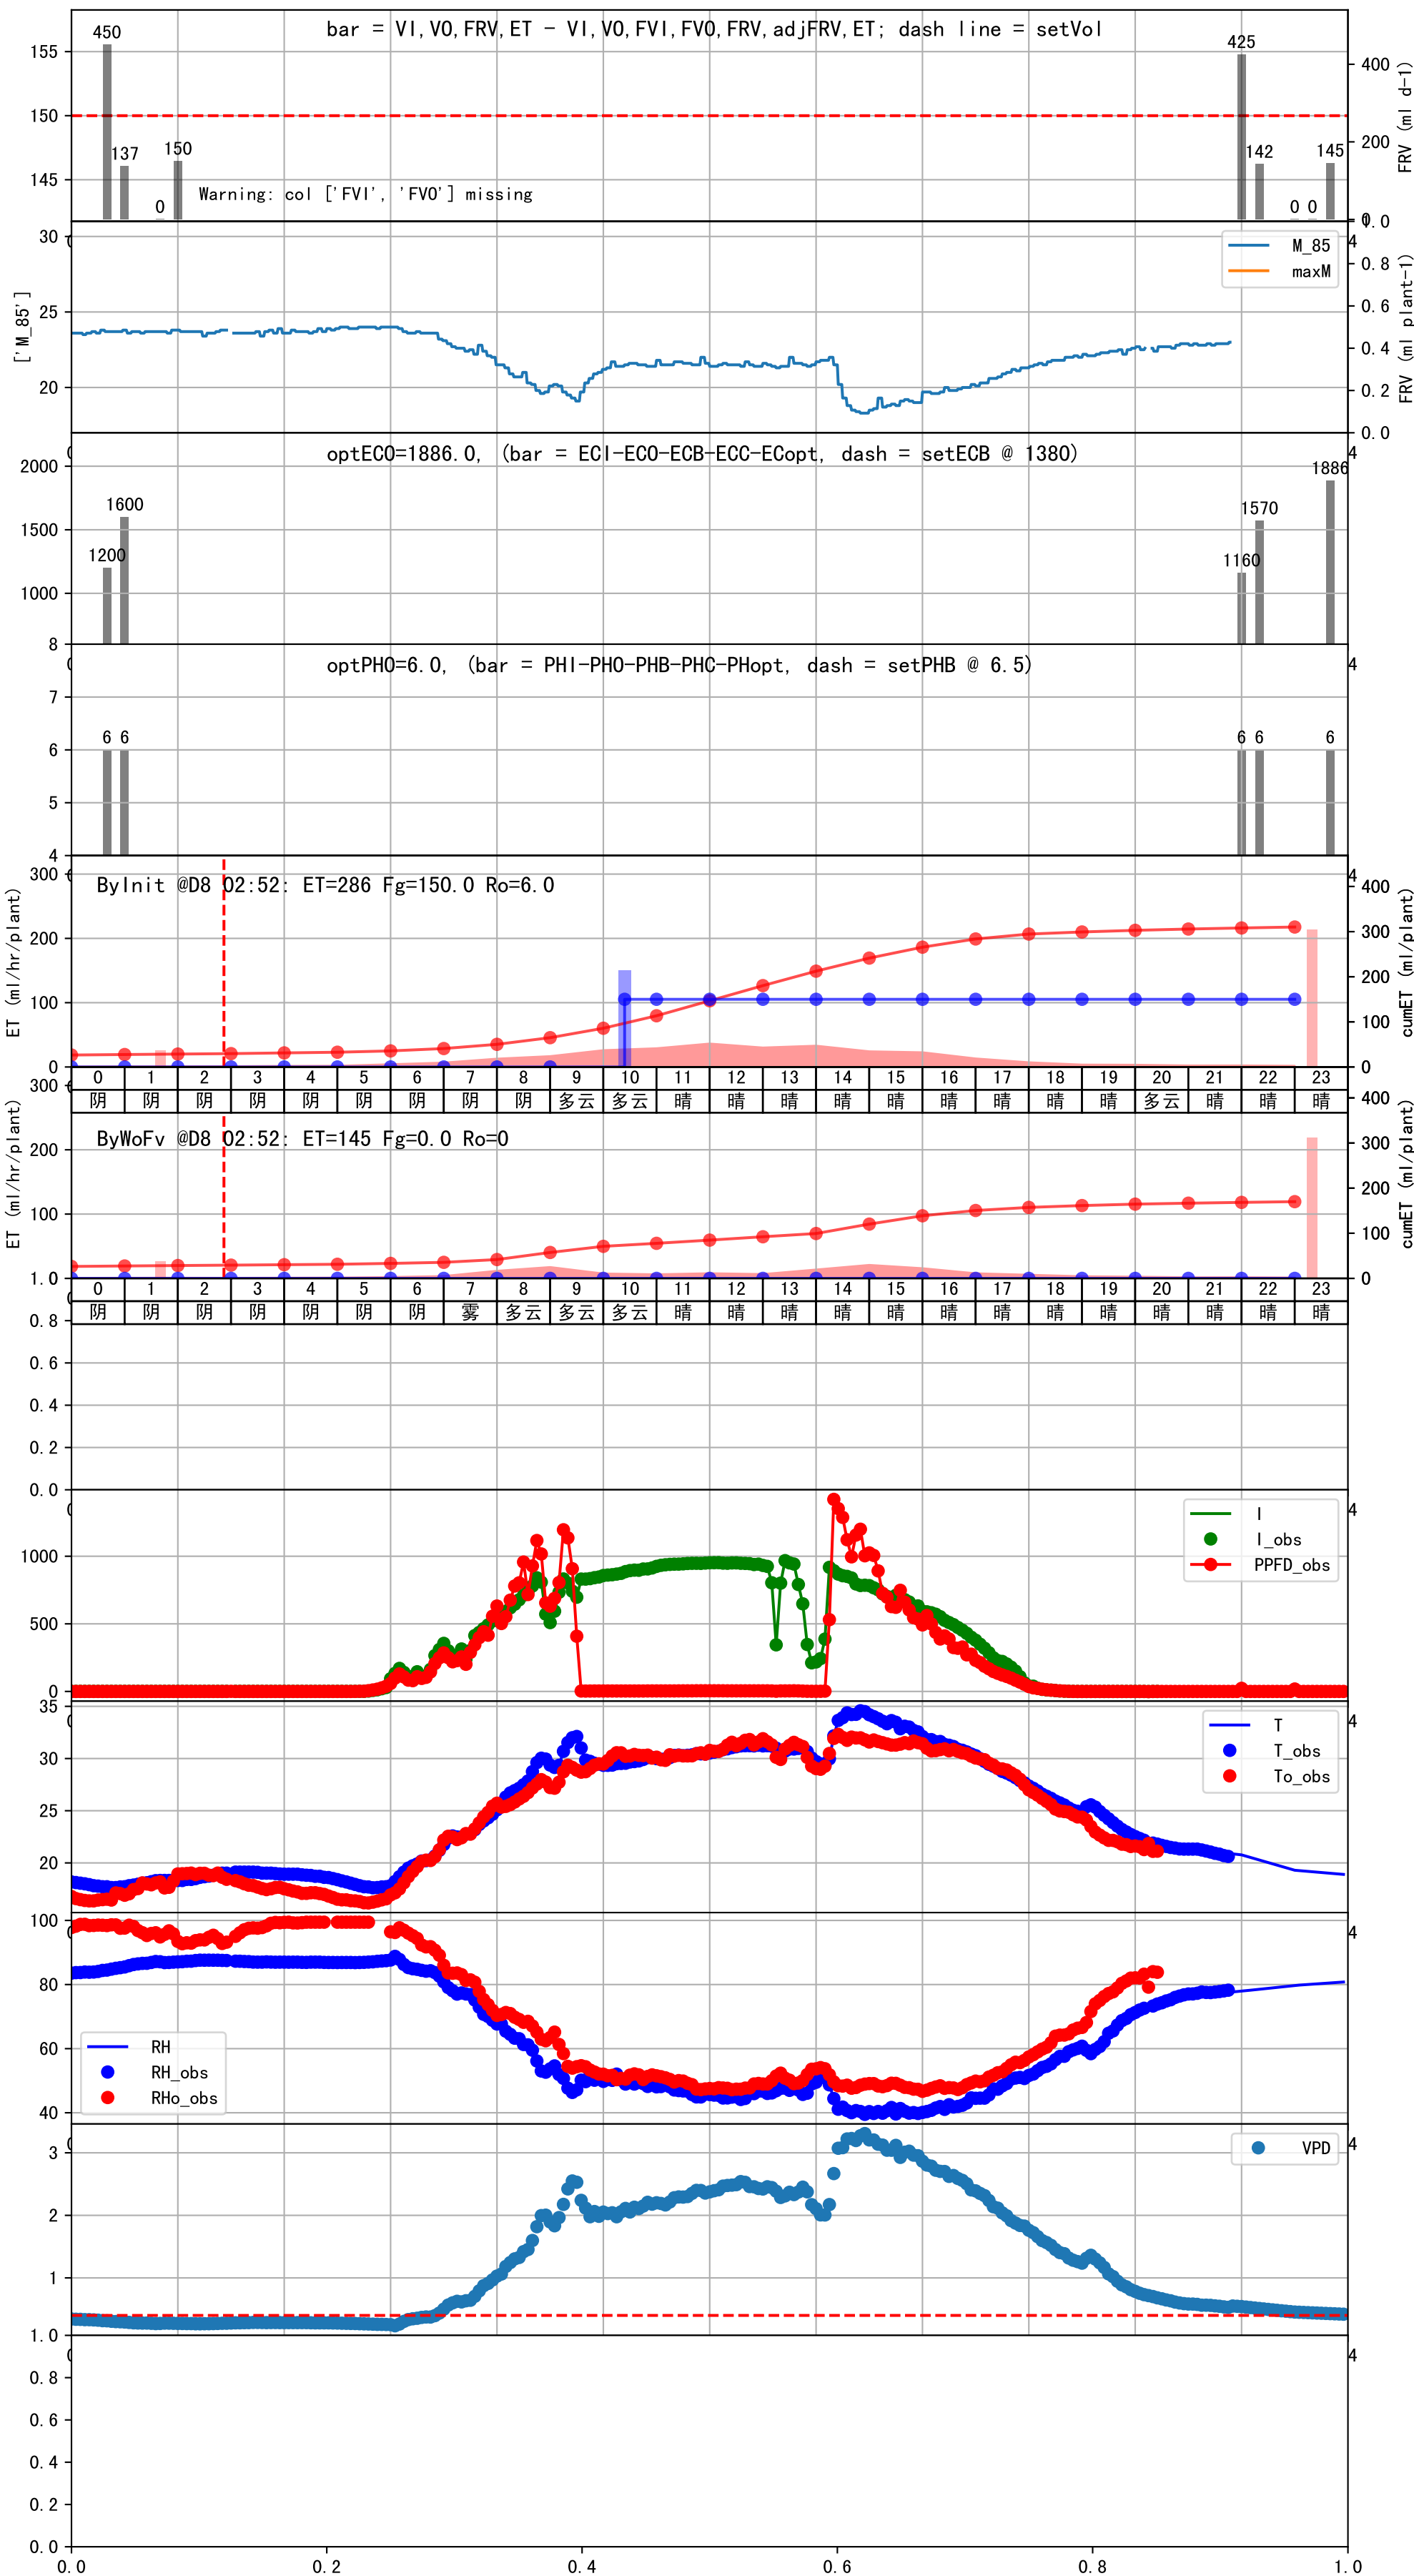 bar = VI,VO,FRV,ET - VI,VO,FVI,FVO,FRV,adjFRV,ET; dash line = setVol
450
137
0
150
425
142
0 0
145
155
150
145
400
200
0
FRV (ml d-1)
Warning: col ['FVI', 'FVO'] missing
30
25
20
['M_85']
M_85
maxM
1.0
0.8
0.6
0.4
0.2
0.0
FRV (ml plant-1)
optECO=1886.0, (bar = ECI-ECO-ECB-ECC-ECopt, dash = setECB @ 1380)
2000
1500
1000
1200
1600
1160
1570
1886
optPHO=6.0, (bar = PHI-PHO-PHB-PHC-PHopt, dash = setPHB @ 6.5)
8
7
6
5
4
6 6
6 6
6
ByInit @D8 02:52: ET=286 Fg=150.0 Ro=6.0
300
200
100
0
ET (ml/hr/plant)
400
300
200
100
0
cumET (ml/plant)
0 1 2 3 4 5 6 7 8 9 10 11 12 13 14 15 16 17 18 19 20 21 22 23
阴 阴 阴 阴 阴 阴 阴 阴 阴 多云 多云 晴 晴 晴 晴 晴 晴 晴 晴 晴 多云 晴 晴 晴
ByWoFv @D8 02:52: ET=145 Fg=0.0 Ro=0
300
200
100
ET (ml/hr/plant)
400
300
200
100
0
cumET (ml/plant)
0 1 2 3 4 5 6 7 8 9 10 11 12 13 14 15 16 17 18 19 20 21 22 23
阴 阴 阴 阴 阴 阴 阴 雾 多云 多云 多云 晴 晴 晴 晴 晴 晴 晴 晴 晴 晴 晴 晴 晴
1.0
0.8
0.6
0.4
0.2
0.0
1000
500
0
I
I_obs
PPFD_obs
35
30
25
20
T
T_obs
To_obs
100
80
60
40
RH
RH_obs
RHo_obs
3
2
1
VPD
1.0
0.8
0.6
0.4
0.2
0.0
0.0 0.2 0.4 0.6 0.8 1.0